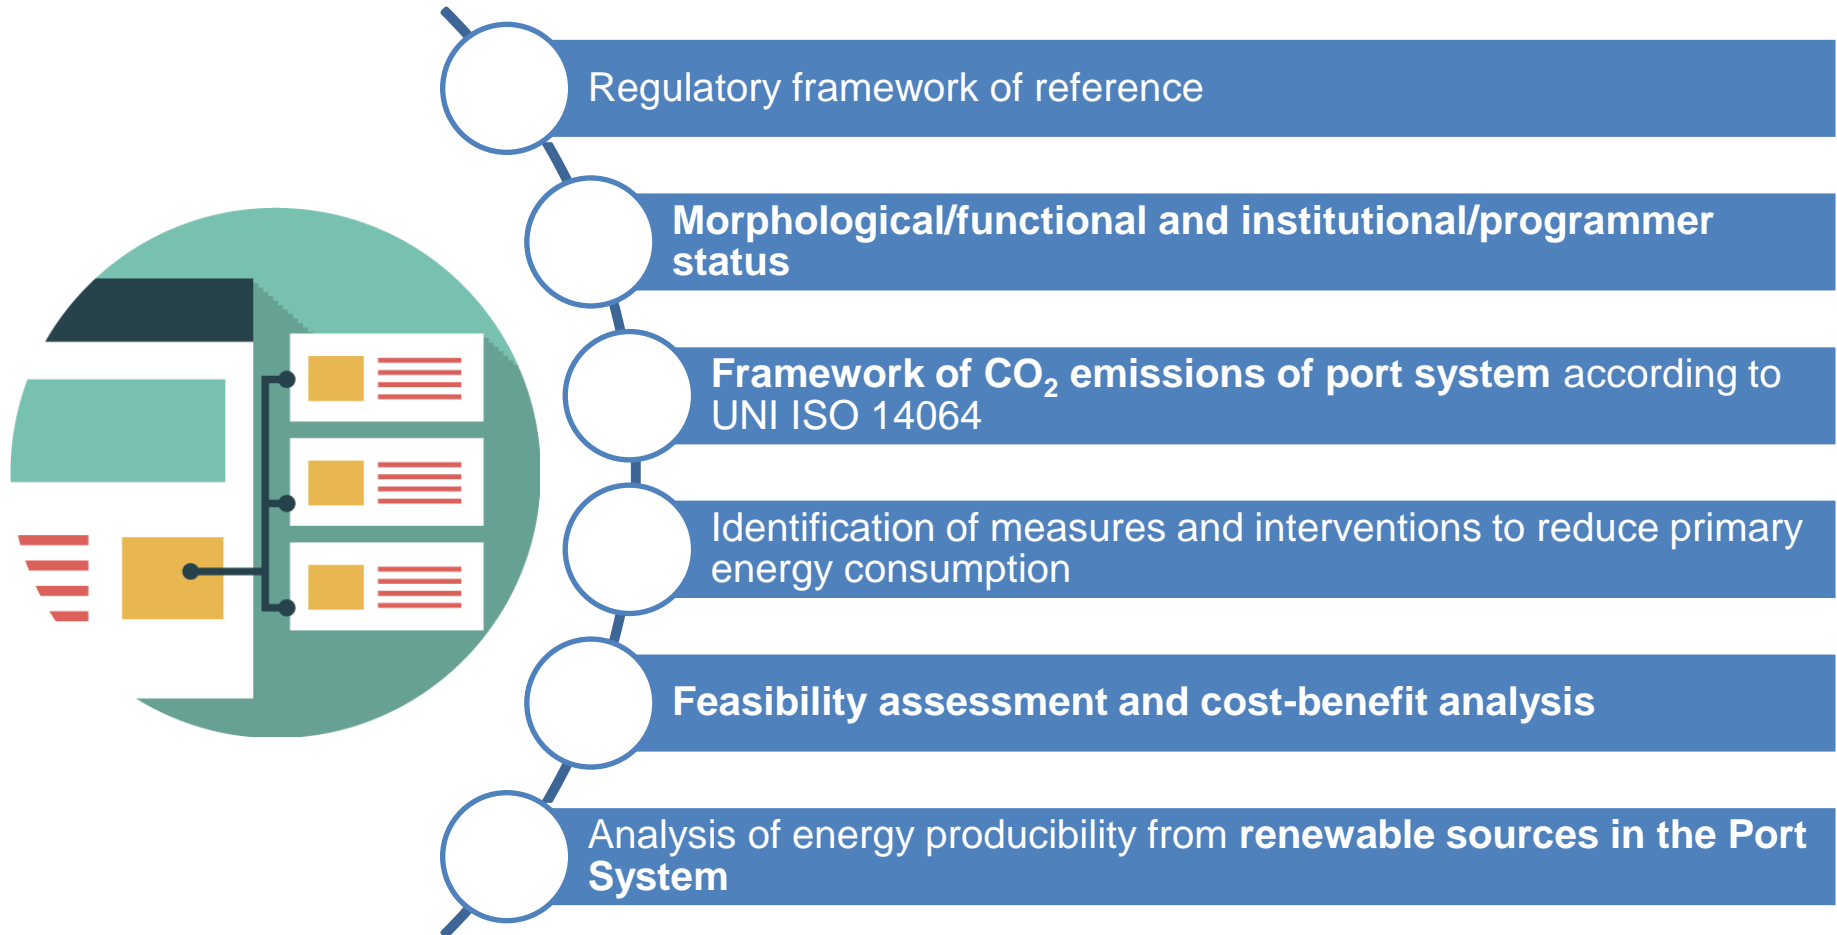 Regulatory framework of reference
Morphological/functional and institutional/programmer
status
Framework of CO₂ emissions of port system according to
UNI ISO 14064
Identification of measures and interventions to reduce primary
energy consumption
Feasibility assessment and cost-benefit analysis
Analysis of energy producibility from renewable sources in the Port
System